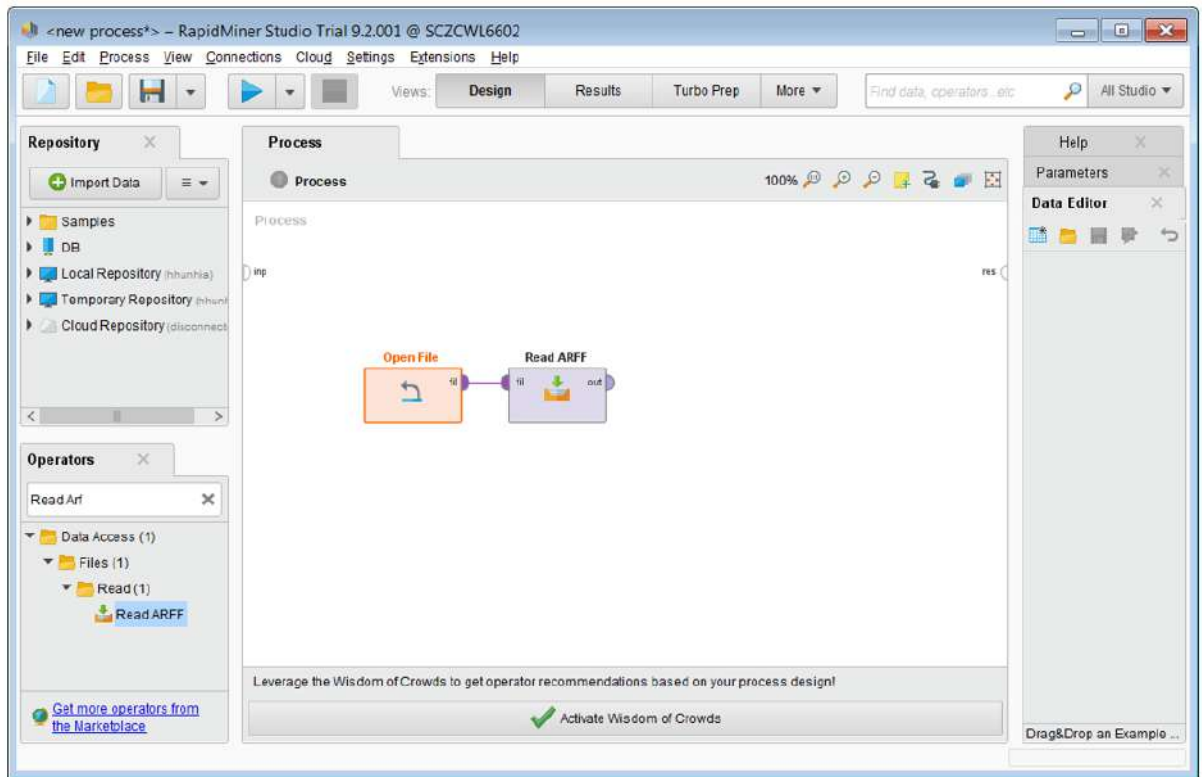 <new process*> – RapidMiner Studio Trial 9.2.001 @ SCZCWL6602
File Edit Process View Connections Cloud Settings Extensions Help
Views: Design Results Turbo Prep More
Find data, operators...etc
All Studio
Repository
Import Data
Samples
DB
Local Repository (hhunhia)
Temporary Repository
Cloud Repository (disconnect
Operators
Read Arf
Data Access (1)
Files (1)
Read (1)
Read ARFF
Get more operators from
the Marketplace
Process
Process
100%
Process
inp
res
Open File
fil
Read ARFF
fil
out
Leverage the Wisdom of Crowds to get operator recommendations based on your process design!
Activate Wisdom of Crowds
Help
Parameters
Data Editor
Drag&Drop an Example ...